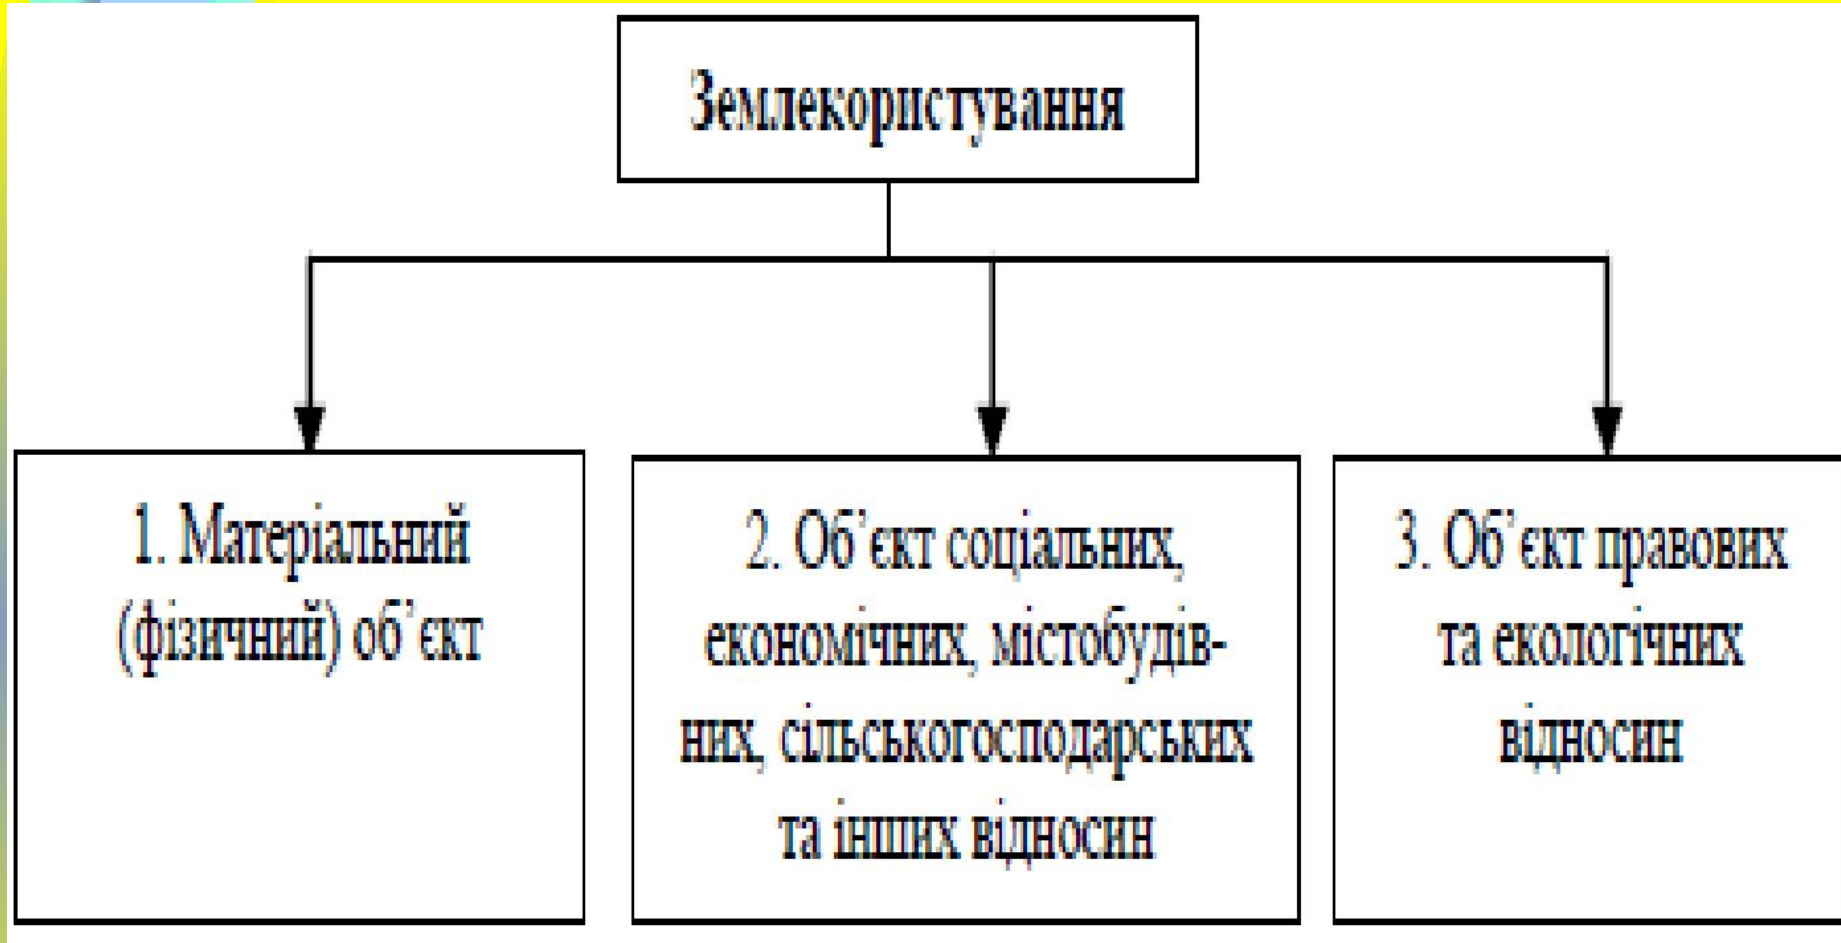 Землекористування
1. Матеріальний
(фізичний) об’єкт
2. Об’єкт соціальних,
економічних, містобудів-
них, сільськогосподарських
та інших відносин
3. Об’єкт правових
та екологічних
відносин